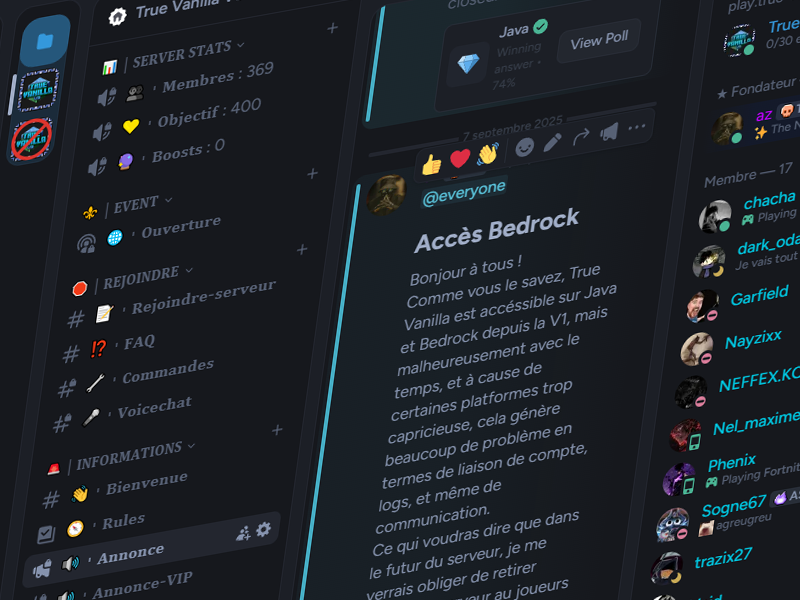 True Vanilla
| SERVER STATS
Membres : 369
Objectif : 400
Boosts : 0
| EVENT
Ouverture
| REJOINDRE
Rejoindre-serveur
FAQ
Commandes
Voicechat
| INFORMATIONS
Bienvenue
Rules
Annonce
Annonce-VIP
Java
Winning
answer •
74%
View Poll
7 septembre 2025
@everyone
Accès Bedrock
Bonjour à tous !
Comme vous le savez, True
Vanilla est accéssible sur Java
et Bedrock depuis la V1, mais
malheureusement avec le
temps, et à cause de
certaines platformes trop
capricieuse, cela génère
beaucoup de problème en
termes de liaison de compte,
logs, et même de
communication.
Ce qui voudras dire que dans
le futur du serveur, je me
verrais obliger de retirer
au joueurs
play.true
True
0/30
Fondateur
az
The
Membre — 17
chacha
Playing
dark_oda
Je vais tout
Garfield
Nayzixx
NEFFEX.KO
Nel_maxime
Phenix
Playing Fortni
Sogne67
agreugreu
trazix27